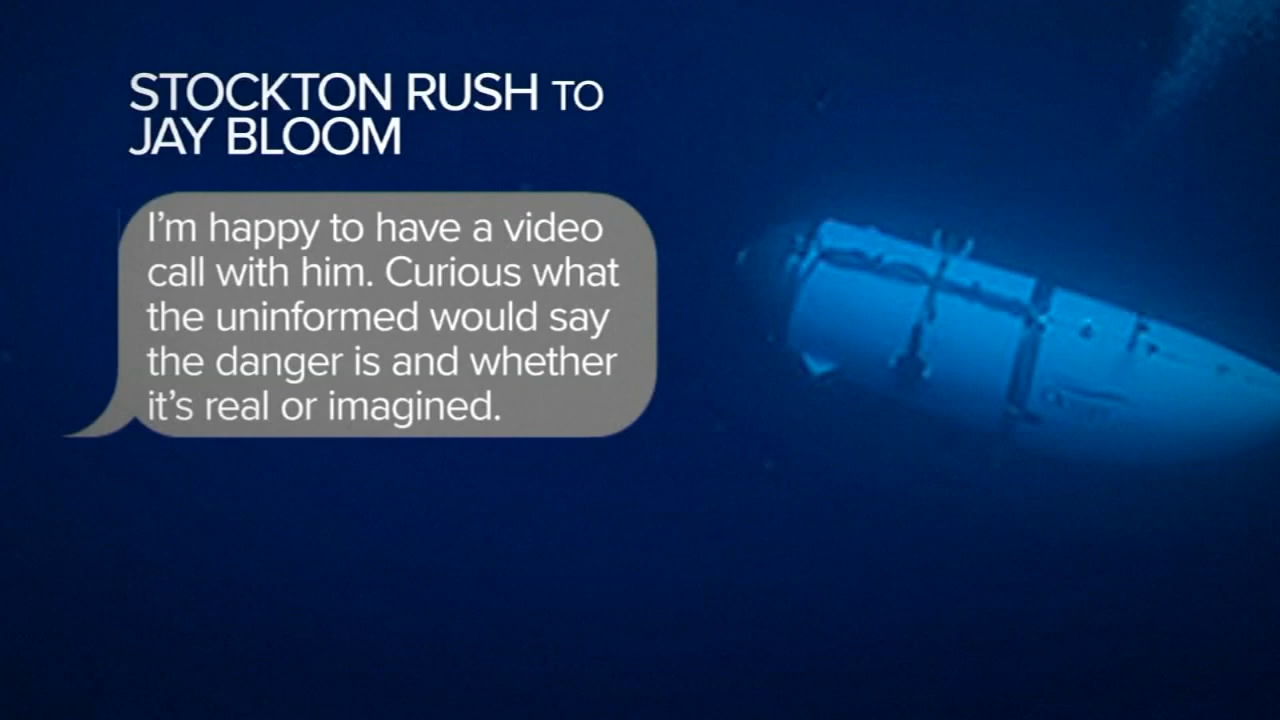 STOCKTON RUSH TO
JAY BLOOM
I'm happy to have a video
call with him. Curious what
the uninformed would say
the danger is and whether
it's real or imagined.